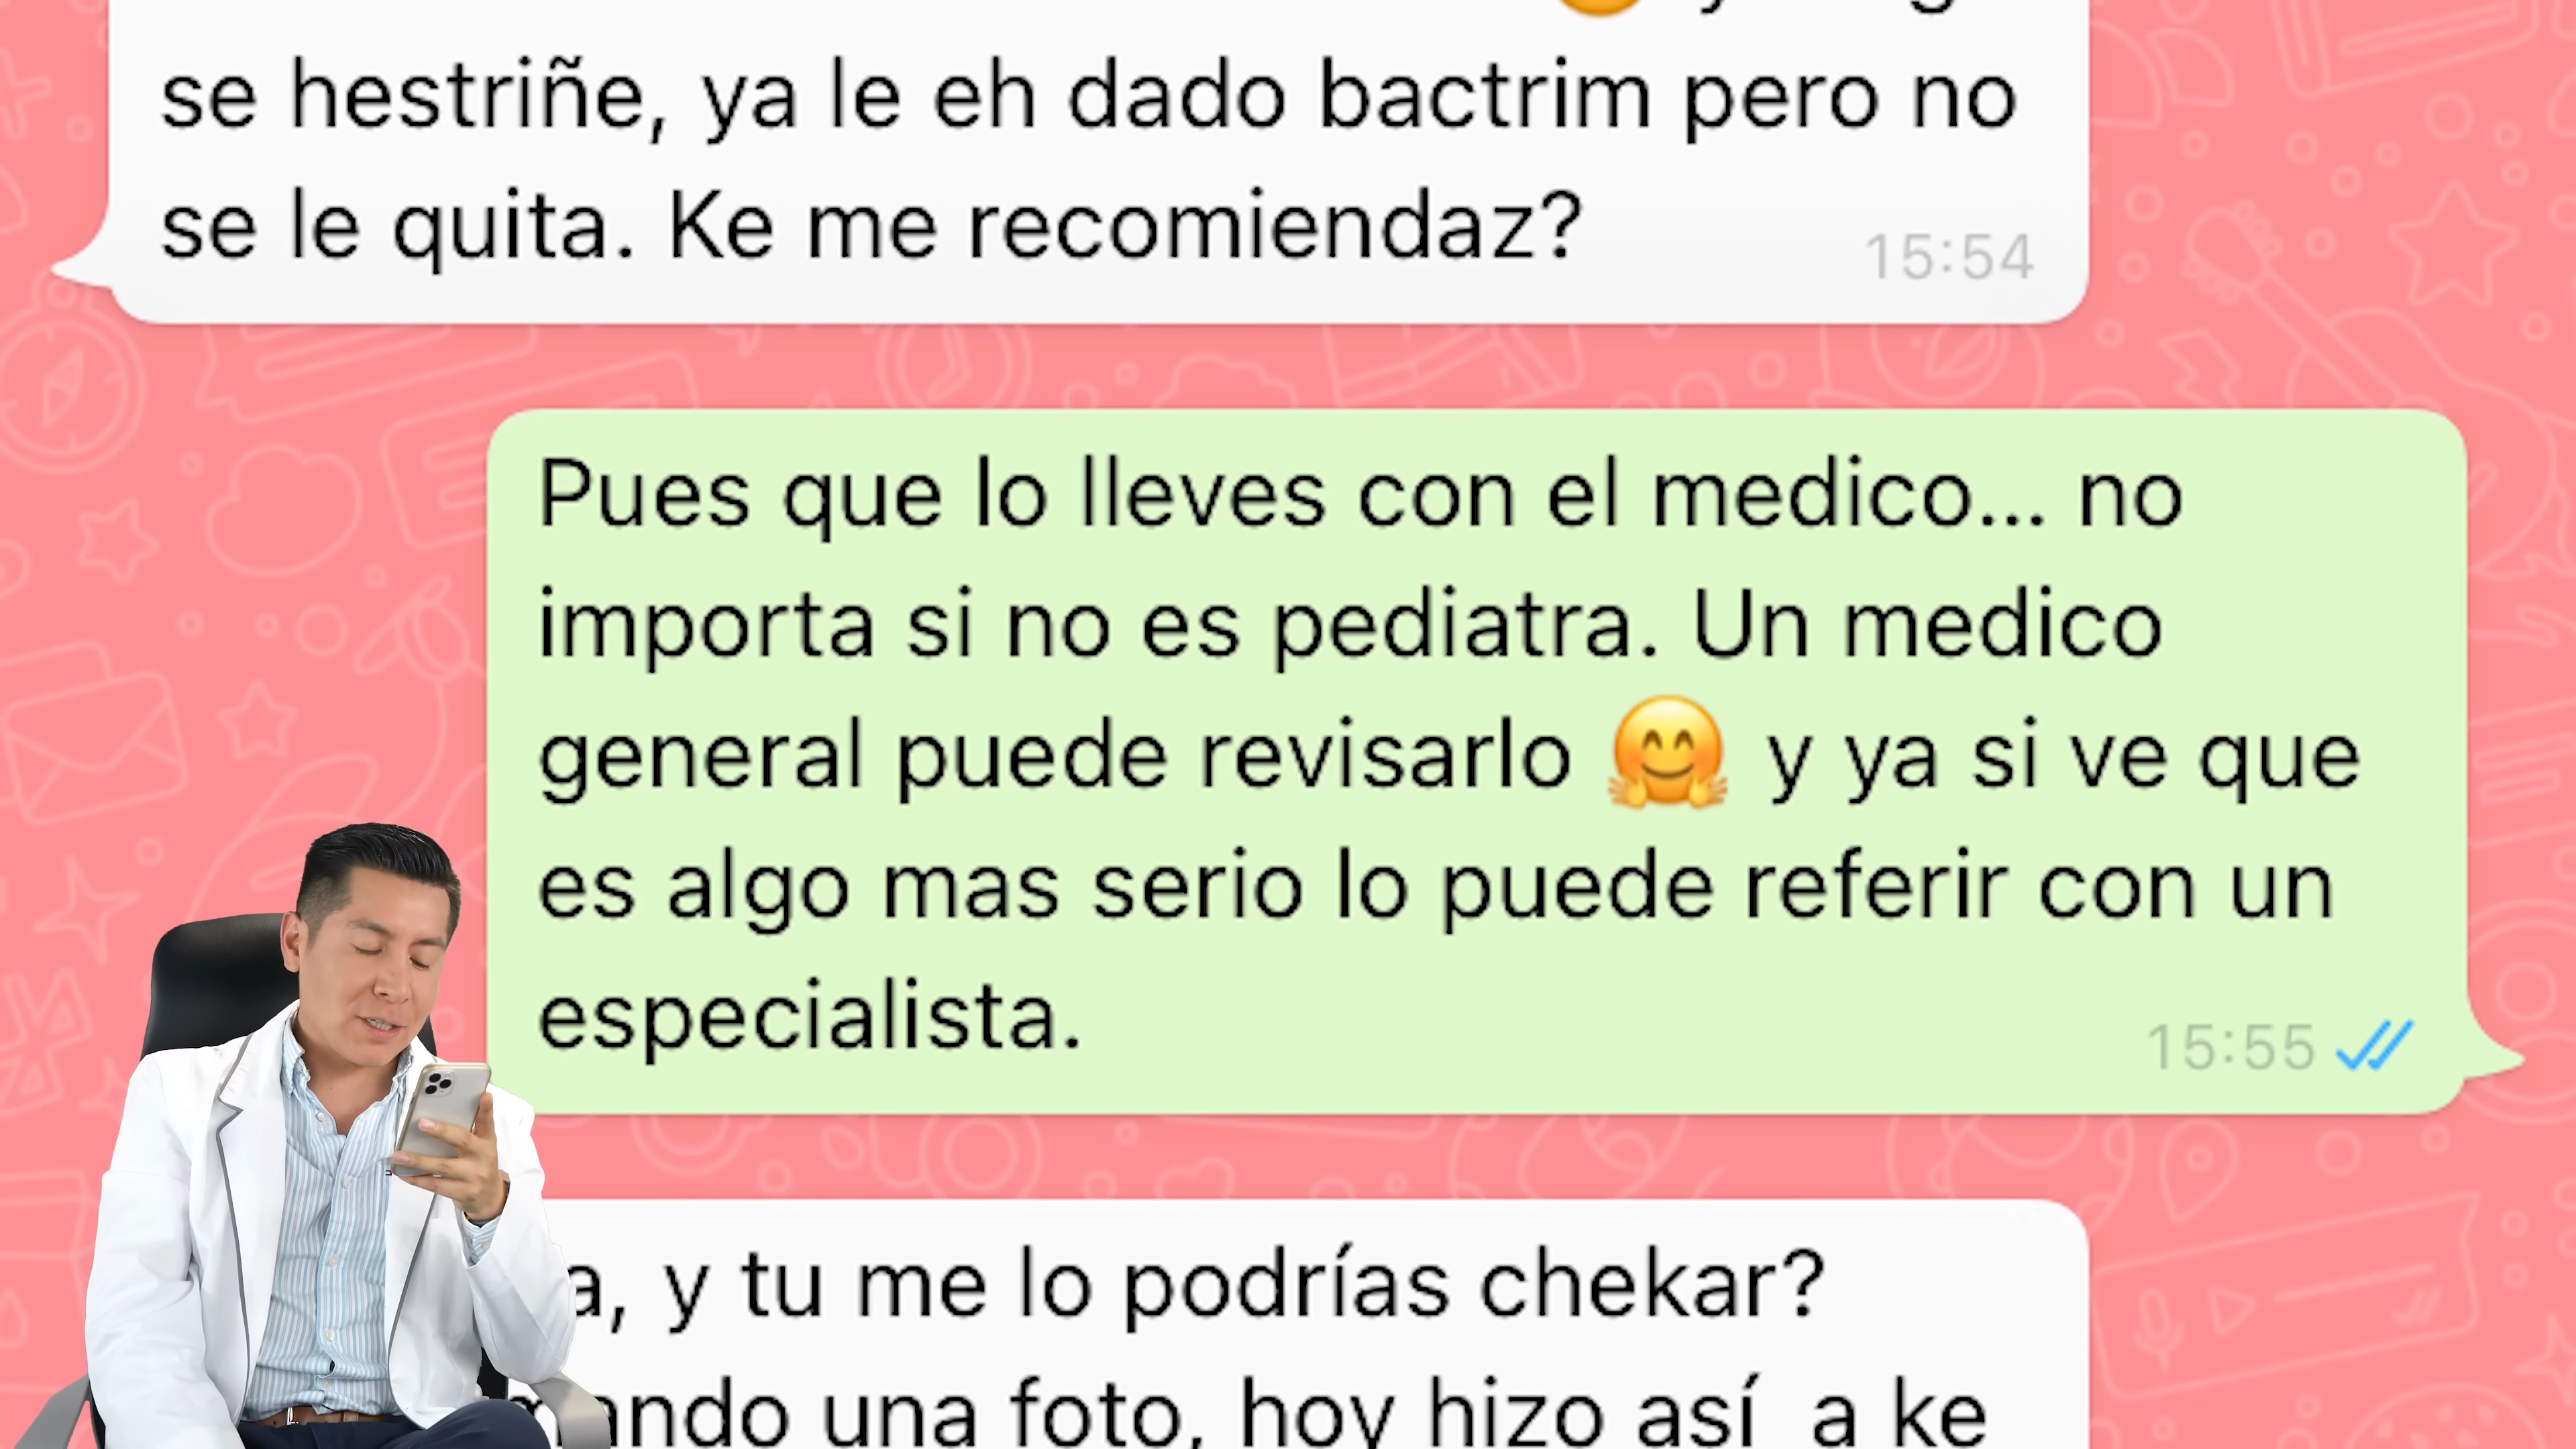 se hestriñe, ya le eh dado bactrim pero no
se le quita. Ke me recomiendaz?
15:54
Pues que lo lleves con el medico... no
importa si no es pediatra. Un medico
general puede revisarlo 🤗 y ya si ve que
es algo mas serio lo puede referir con un
especialista.
15:55
a, y tu me lo podrías chekar?
mando una foto, hoy hizo así a ke